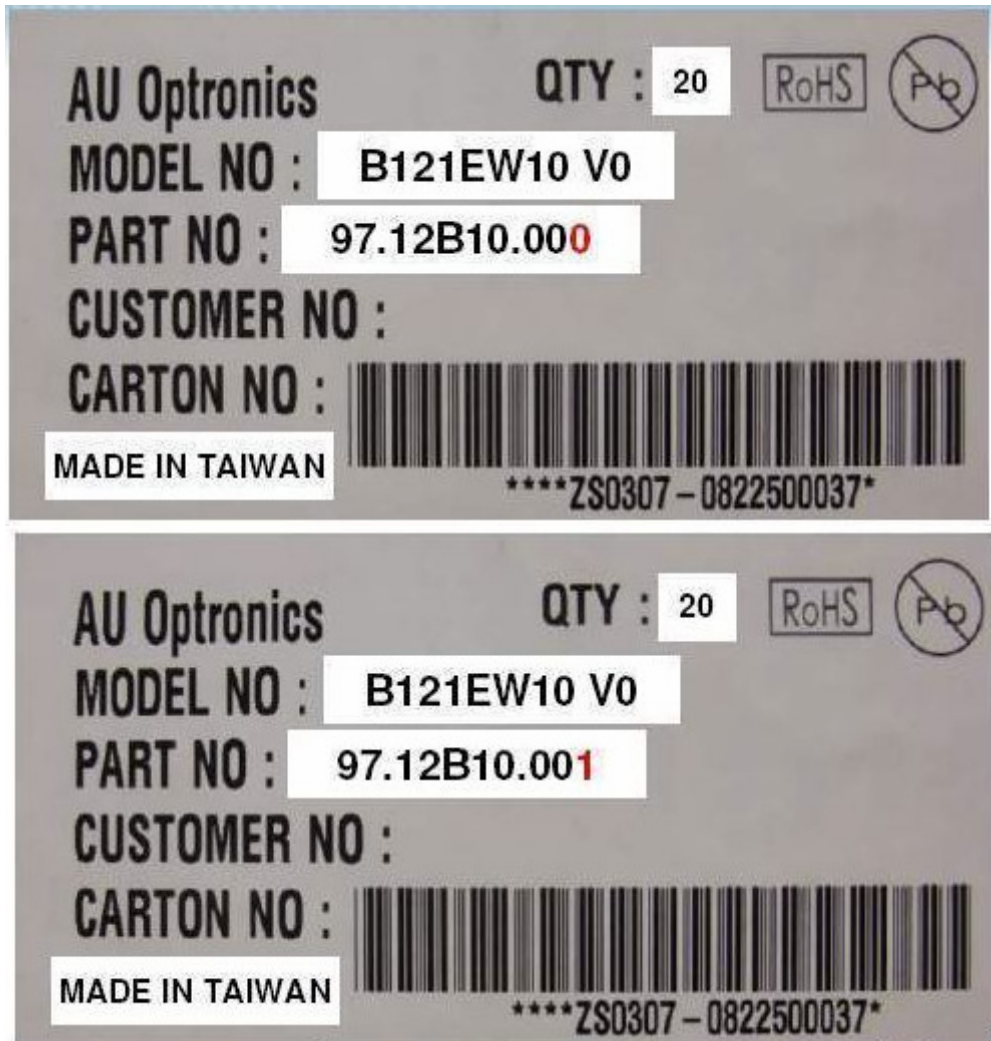 AU Optronics QTY : 20 RoHS Pb
MODEL NO : B121EW10 V0
PART NO : 97.12B10.000
CUSTOMER NO :
CARTON NO :
MADE IN TAIWAN
****ZS0307-0822500037*
AU Optronics QTY : 20 RoHS Pb
MODEL NO : B121EW10 V0
PART NO : 97.12B10.001
CUSTOMER NO :
CARTON NO :
MADE IN TAIWAN
****ZS0307-0822500037*